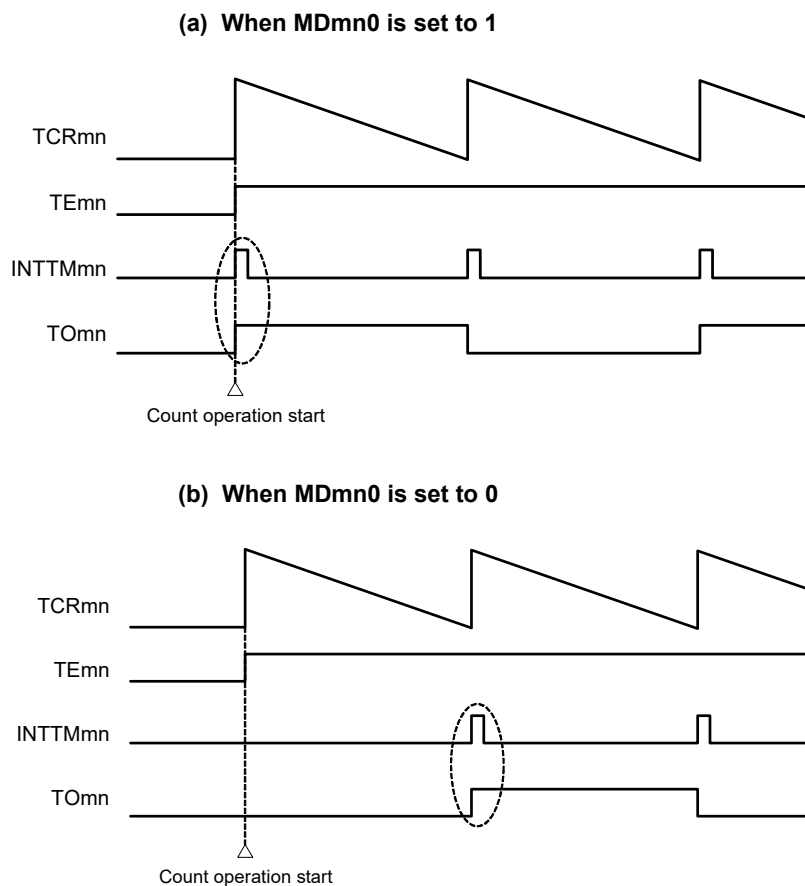 (a) When MDmn0 is set to 1
TCRmn
TEmn
INTTMmn
TOmn
Count operation start
(b) When MDmn0 is set to 0
TCRmn
TEmn
INTTMmn
TOmn
Count operation start